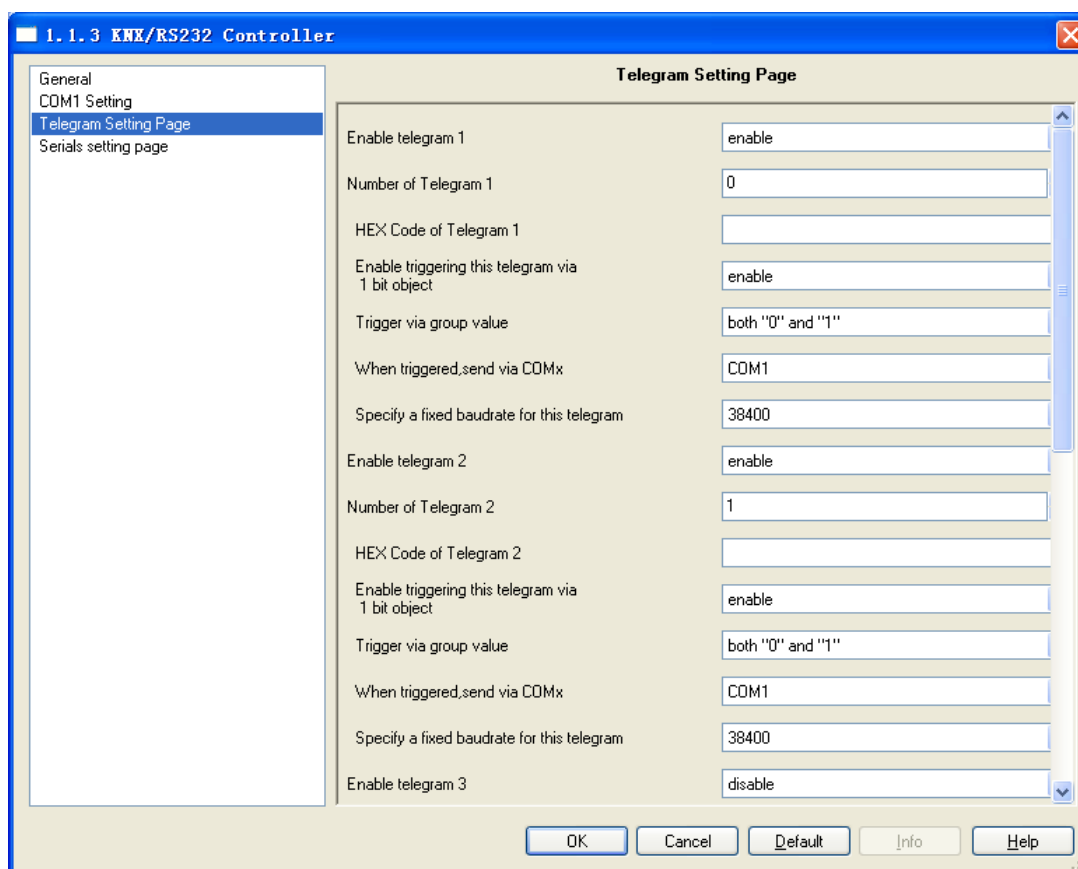 1.1.3 KNX/RS232 Controller
General
COM1 Setting
Telegram Setting Page
Serials setting page
Telegram Setting Page
Enable telegram 1
enable
Number of Telegram 1
0
HEX Code of Telegram 1
Enable triggering this telegram via
1 bit object
enable
Trigger via group value
both "0" and "1"
When triggered,send via COMx
COM1
Specify a fixed baudrate for this telegram
38400
Enable telegram 2
enable
Number of Telegram 2
1
HEX Code of Telegram 2
Enable triggering this telegram via
1 bit object
enable
Trigger via group value
both "0" and "1"
When triggered,send via COMx
COM1
Specify a fixed baudrate for this telegram
38400
Enable telegram 3
disable
OK
Cancel
Default
Info
Help